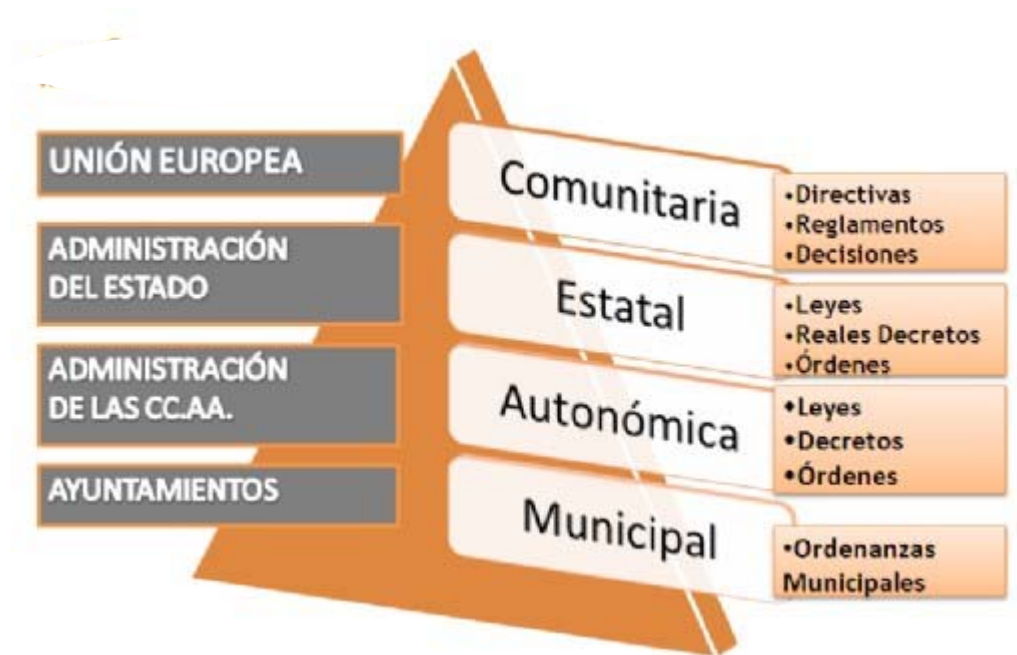 UNIÓN EUROPEA
Comunitaria
•Directivas
•Reglamentos
•Decisiones
ADMINISTRACIÓN
DEL ESTADO
Estatal
•Leyes
•Reales Decretos
•Órdenes
ADMINISTRACIÓN
DE LAS CC.AA.
Autonómica
•Leyes
•Decretos
•Órdenes
AYUNTAMIENTOS
Municipal
•Ordenanzas
Municipales